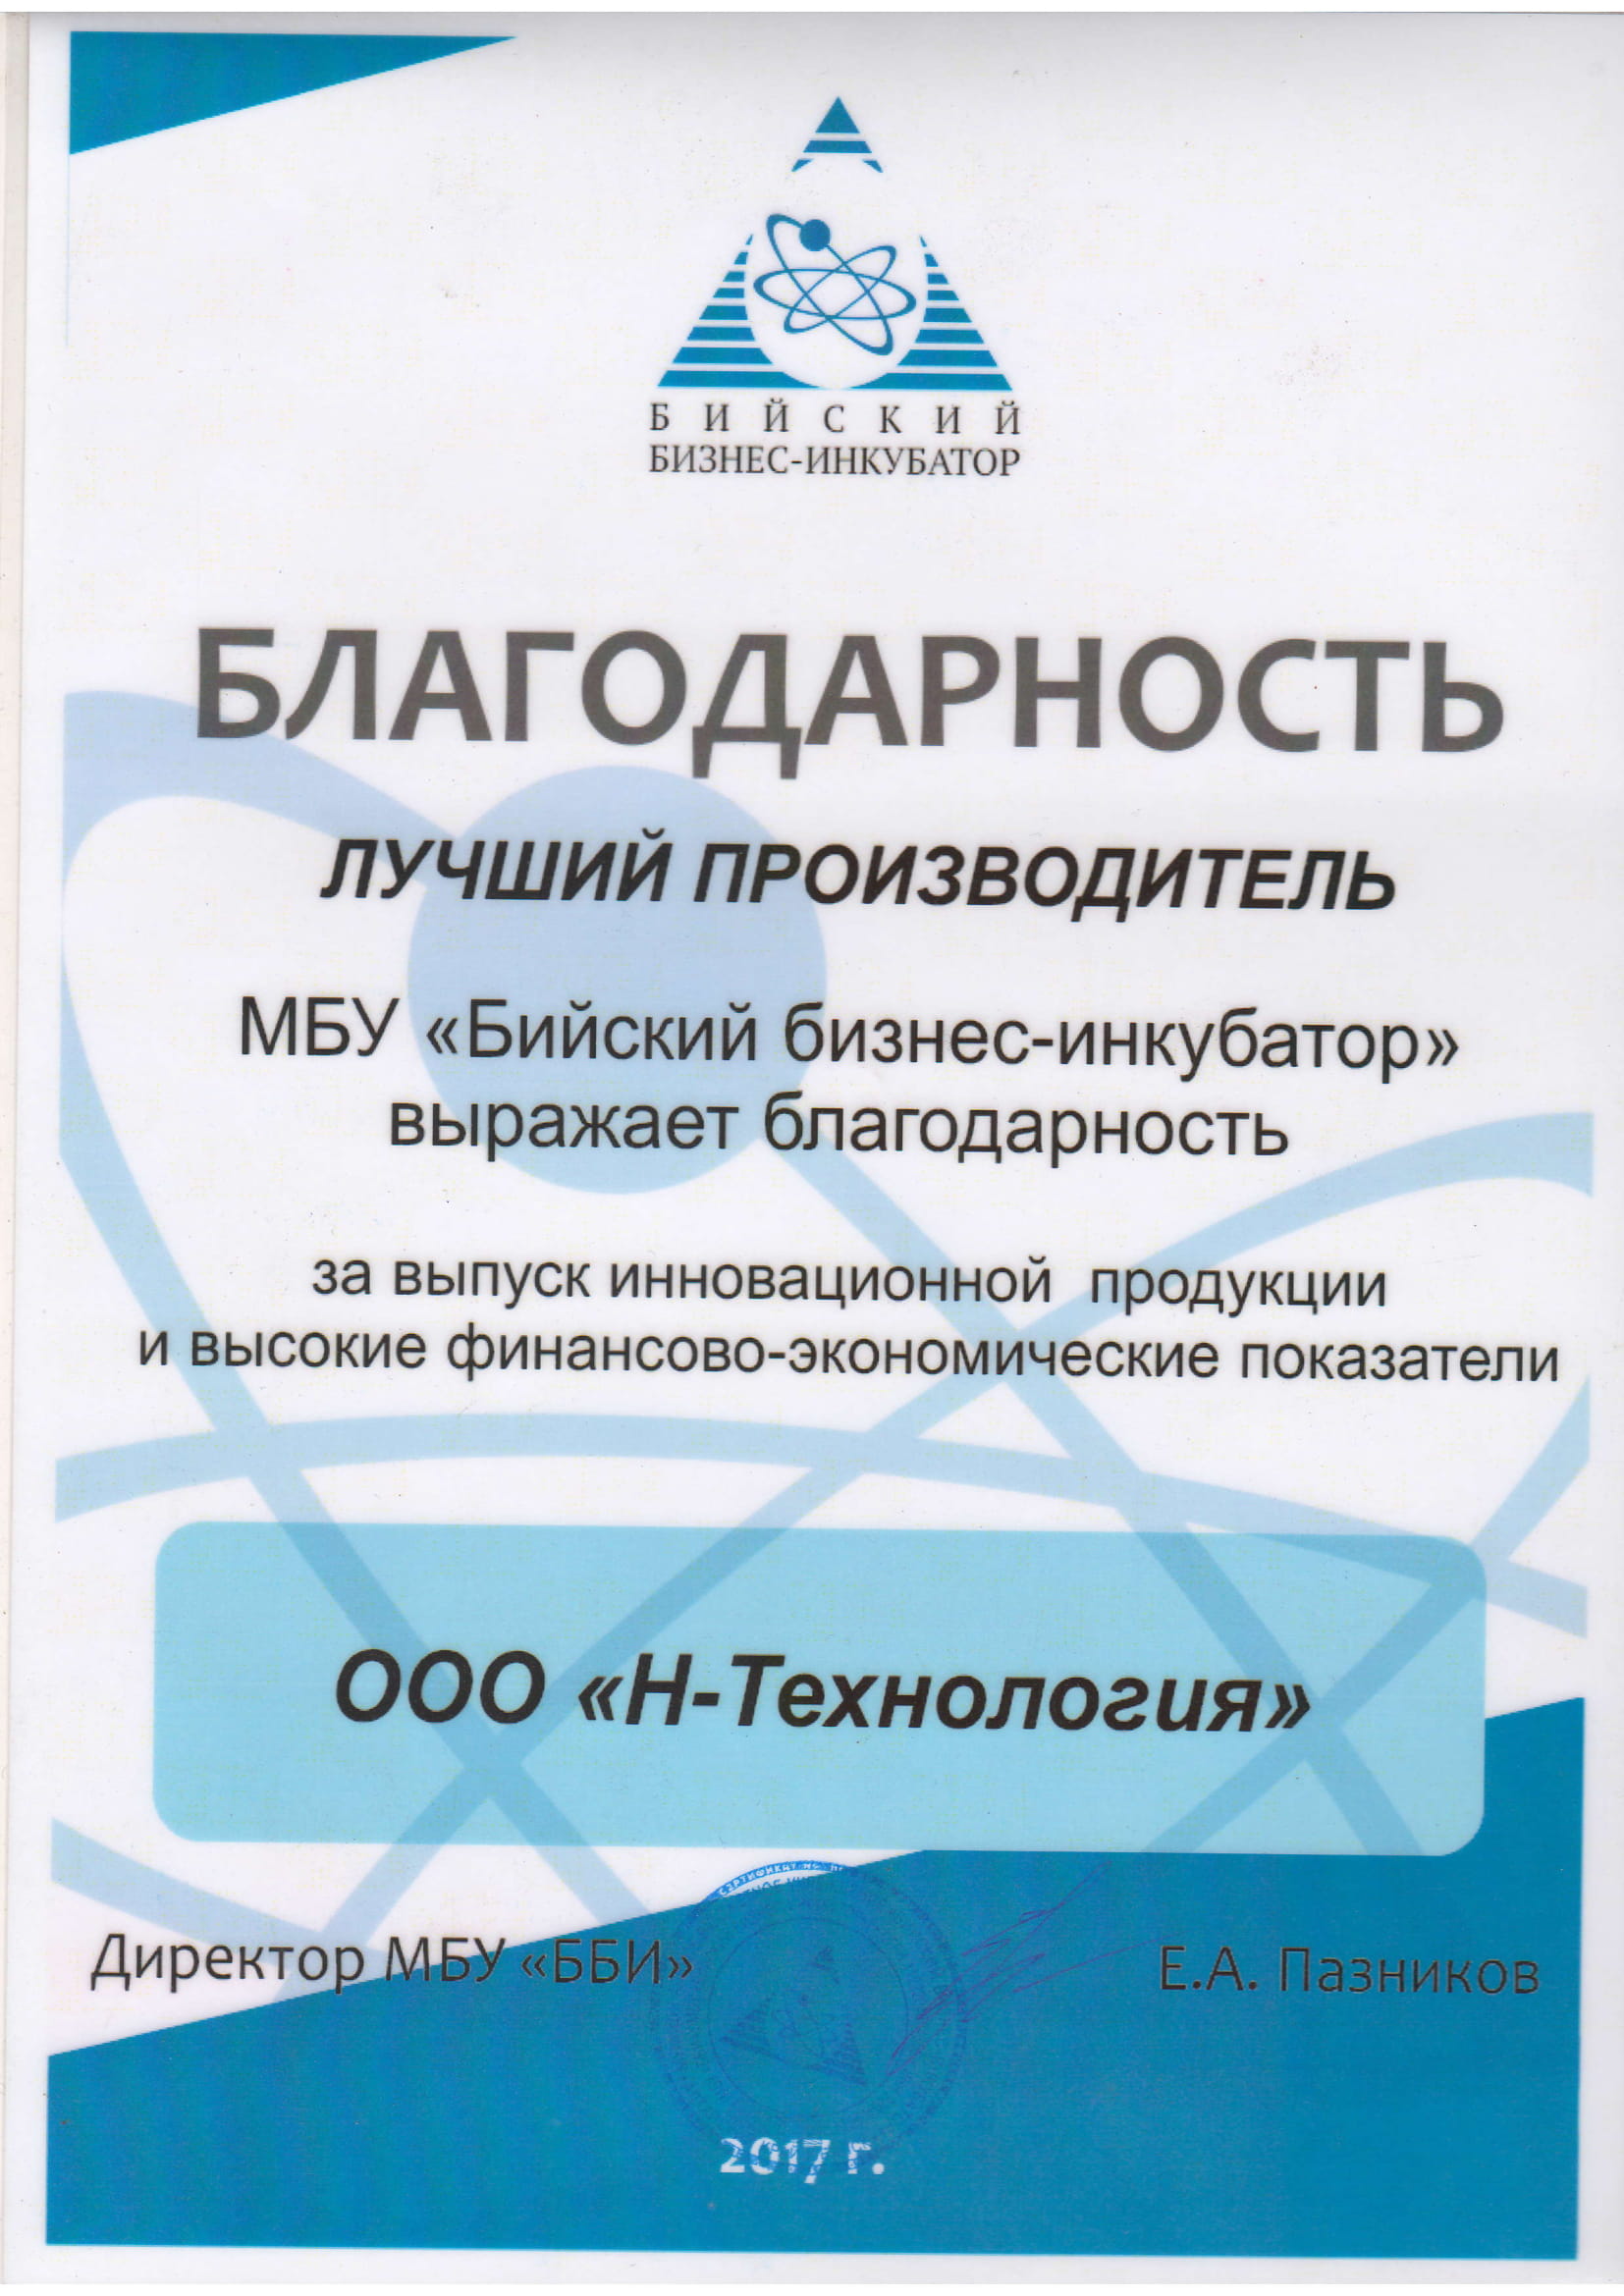 БИЙСКИЙ
БИЗНЕС-ИНКУБАТОР
БЛАГОДАРНОСТЬ
ЛУЧШИЙ ПРОИЗВОДИТЕЛЬ
МБУ «Бийский бизнес-инкубатор»
выражает благодарность
за выпуск инновационной продукции
и высокие финансово-экономические показатели
ООО «Н-Технология»
Директор МБУ «ББИ»
Е.А. Пазников
2017 г.